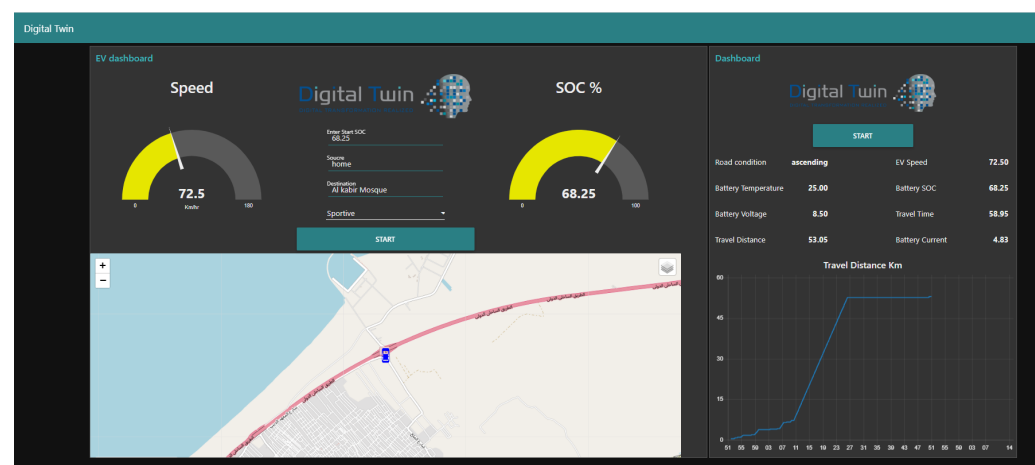 Digital Twin
EV dashboard
Speed
Digital Twin
SOC %
Enter Start SOC
68.25
Soucre
home
Destination
Al kabir Mosque
Sportive
START
72.5
Km/hr
0
180
68.25
0
100
+
−
Dashboard
Digital Twin
START
Road condition ascending EV Speed 72.50
Battery Temperature 25.00 Battery SOC 68.25
Battery Voltage 8.50 Travel Time 58.95
Travel Distance 53.05 Battery Current 4.83
Travel Distance Km
60
45
30
15
0
51 55 59 03 07 11 15 19 23 27 31 35 39 43 47 51 55 59 03 07 14